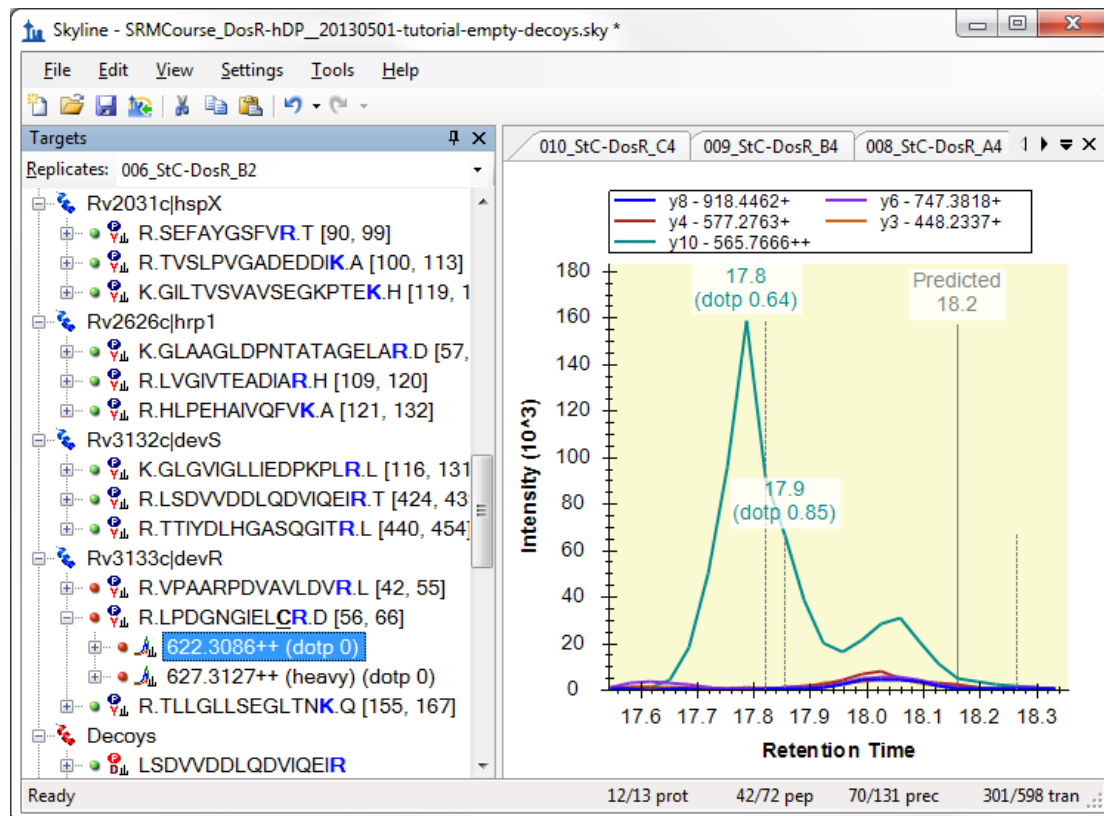 Skyline - SRMCourse_DosR-hDP__20130501-tutorial-empty-decoys.sky *
File Edit View Settings Tools Help
Targets
Replicates: 006_StC-DosR_B2
Rv2031c|hspX
R.SEFAYGSFVR.T [90, 99]
R.TVSLPVGADEDDIK.A [100, 113]
K.GILTVSVAVSEGKPTEK.H [119, 1
Rv2626c|hrp1
K.GLAAGLDPNTATAGELAR.D [57,
R.LVGIVTEADIAR.H [109, 120]
R.HLPEHAIVQFVK.A [121, 132]
Rv3132c|devS
K.GLGVIGLLIEDPKPLR.L [116, 131
R.LSDVVDDLQDVIQEIR.T [424, 43
R.TTIYDLHGASQGITR.L [440, 454]
Rv3133c|devR
R.VPAARPDVAVLDVR.L [42, 55]
R.LPDGNGIELCR.D [56, 66]
622.3086++ (dotp 0)
627.3127++ (heavy) (dotp 0)
R.TLLGLLSEGLTNK.Q [155, 167]
Decoys
LSDVVDDLQDVIQEIR
010_StC-DosR_C4 009_StC-DosR_B4 008_StC-DosR_A4
y8 - 918.4462+ y6 - 747.3818+
y4 - 577.2763+ y3 - 448.2337+
y10 - 565.7666++
180
160
140
120
100
80
60
40
20
0
Intensity (10^3)
17.8
(dotp 0.64)
Predicted
18.2
17.9
(dotp 0.85)
17.6 17.7 17.8 17.9 18.0 18.1 18.2 18.3
Retention Time
Ready 12/13 prot 42/72 pep 70/131 prec 301/598 tran